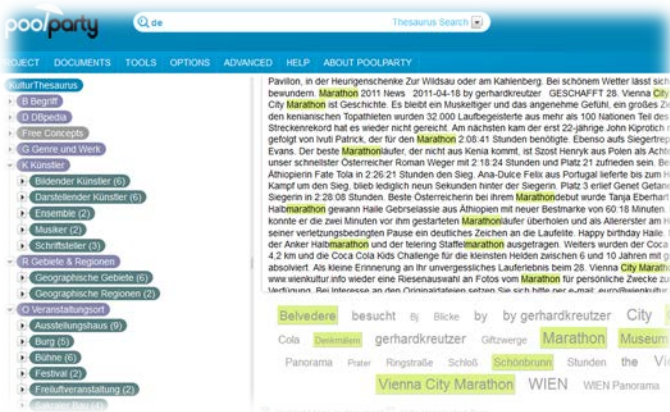 poolparty
de
Thesaurus Search
ROJECT DOCUMENTS TOOLS OPTIONS ADVANCED HELP ABOUT POOLPARTY
KulturThesaurus
B Begriff
D DBpedia
Free Concepts
G Genre und Werk
K Künstler
Bildender Künstler (6)
Darstellender Künstler (6)
Ensemble (2)
Musiker (2)
Schriftsteller (3)
R Gebiete & Regionen
Geographische Gebiete (6)
Geographische Regionen (2)
O Veranstaltungsort
Ausstellungshaus (9)
Burg (5)
Bühne (6)
Festival (2)
Freiluftveranstaltung (2)
Pavillon, in der Heurigenschenke Zur Wildsau oder am Kahlenberg. Bei schönem Wetter lässt sich
bewundern. Marathon 2011 News 2011-04-18 by gerhardkreutzer GESCHAFFT 28. Vienna City
City Marathon ist Geschichte. Es bleibt ein Muskeltiger und das angenehme Gefühl, ein großes
den kenianischen Topathleten wurden 32.000 Laufbegeisterte aus mehr als 100 Nationen Teil des
Streckenrekord hat es wieder nicht gereicht. Am nächsten kam der erst 22-jährige John Kiprotich
gefolgt von Ivuti Patrick, der für den Marathon 2:08:41 Stunden benötigte. Ebenso aufs Siegertrep
Evans. Der beste Marathonläufer, der nicht aus Kenia kommt, ist Szost Henryk aus Polen als Acht
unser schnellster Österreicher Roman Weger mit 2:18:24 Stunden und Platz 21 zufrieden sein. Be
Äthiopierin Fate Tola in 2:26:21 Stunden den Sieg. Ana-Dulce Felix aus Portugal lieferte bis zum
Kampf um den Sieg, blieb lediglich neun Sekunden hinter der Siegerin. Platz 3 erlief Genet Getan
Siegerin in 2:28:08 Stunden. Beste Österreicherin bei ihrem Marathondebut wurde Tanja Eberhart
Halbmarathon gewann Haile Gebrselassie aus Äthiopien mit neuer Bestmarke von 60:18 Minuten.
konnte er die zwei Minuten vor ihm gestarteten Marathonläufer überholen und als Allererster am
seiner verletzungsbedingten Pause ein deutliches Zeichen an die Laufelite. Happy birthday Haile.
der Anker Halbmarathon und der telering Staffelmarathon ausgetragen. Weiters wurden der Coca
4,2 km und die Coca Cola Kids Challenge für die kleinsten Helden zwischen 6 und 10 Jahren mit
absolviert. Als kleine Erinnerung an Ihr unvergessliches Lauferlebnis beim 28. Vienna City Marath
www.wienkultur.info wieder eine Riesenauswahl an Fotos vom Marathon für persönliche Zwecke zu
Verfügung. Bei Interesse an den Originaldateien setzen Sie sich bitte per e-mail:
Belvedere besucht Bj Blicke by by gerhardkreutzer City
Cola Denkmälern gerhardkreutzer Giftzwerge Marathon Museum
Panorama Prater Ringstraße Schloß Schönbrunn Stunden the
Vienna City Marathon WIEN WIEN Panorama